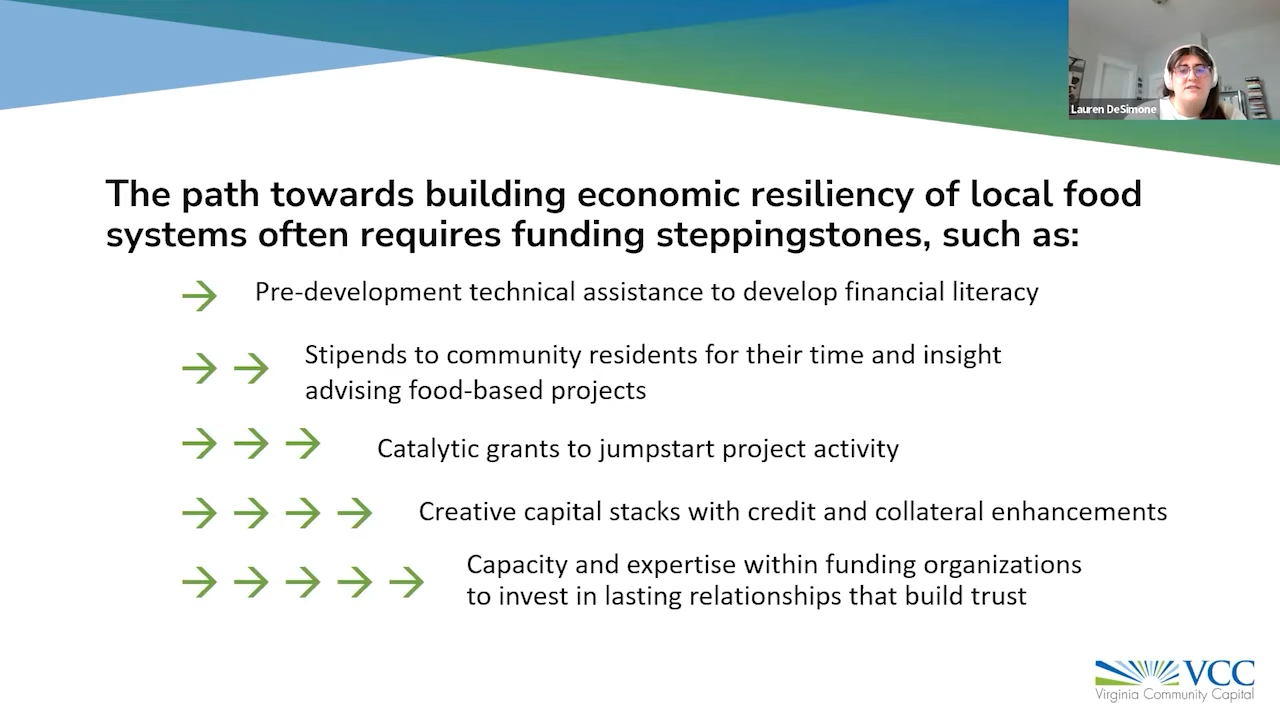 Lauren DeSimone
The path towards building economic resiliency of local food
systems often requires funding steppingstones, such as:
Pre-development technical assistance to develop financial literacy
Stipends to community residents for their time and insight
advising food-based projects
Catalytic grants to jumpstart project activity
Creative capital stacks with credit and collateral enhancements
Capacity and expertise within funding organizations
to invest in lasting relationships that build trust
VCC
Virginia Community Capital